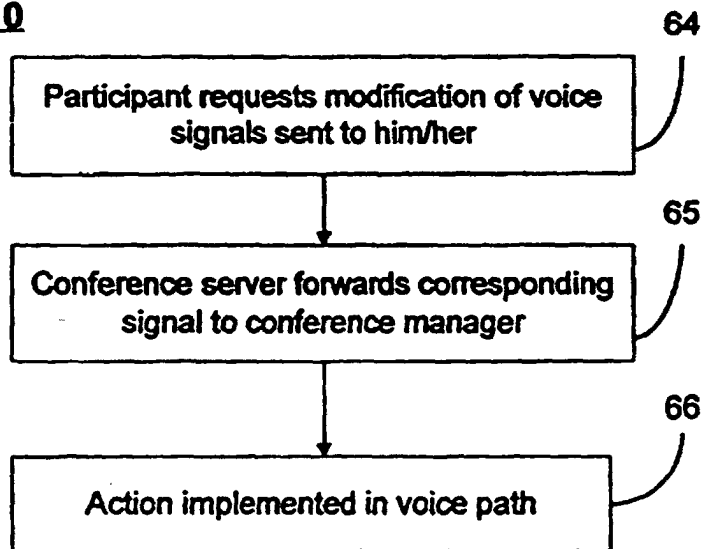 0
64
Participant requests modification of voice
signals sent to him/her
65
Conference server forwards corresponding
signal to conference manager
66
Action implemented in voice path